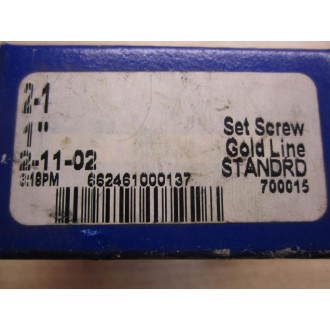 2-1
1"
2-11-02
3:18PM 662461000137
Set Screw
Gold Line
STANDRD
700015